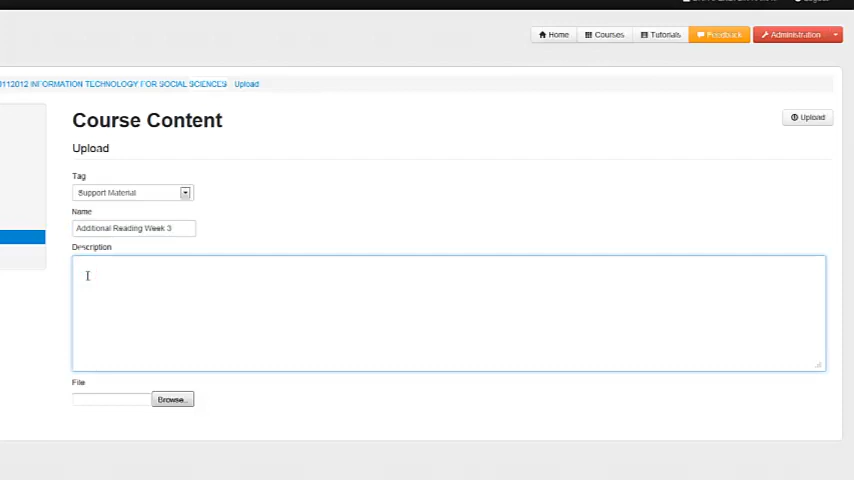 Home Courses Tutorials Feedback Administration
0112012 INFORMATION TECHNOLOGY FOR SOCIAL SCIENCES Upload
Course Content
Upload
Upload
Tag
Support Material
Name
Additional Reading Week 3
Description
File
Browse..